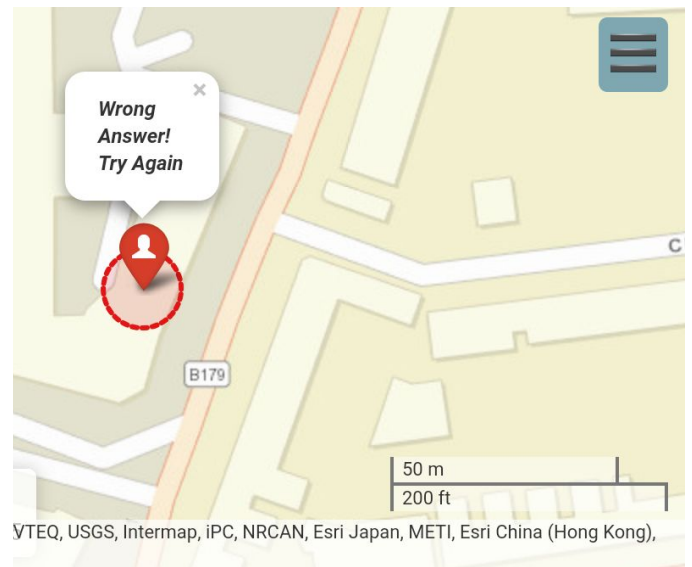 ×
Wrong
Answer!
Try Again
C
B179
50 m
200 ft
VTEQ, USGS, Intermap, iPC, NRCAN, Esri Japan, METI, Esri China (Hong Kong),